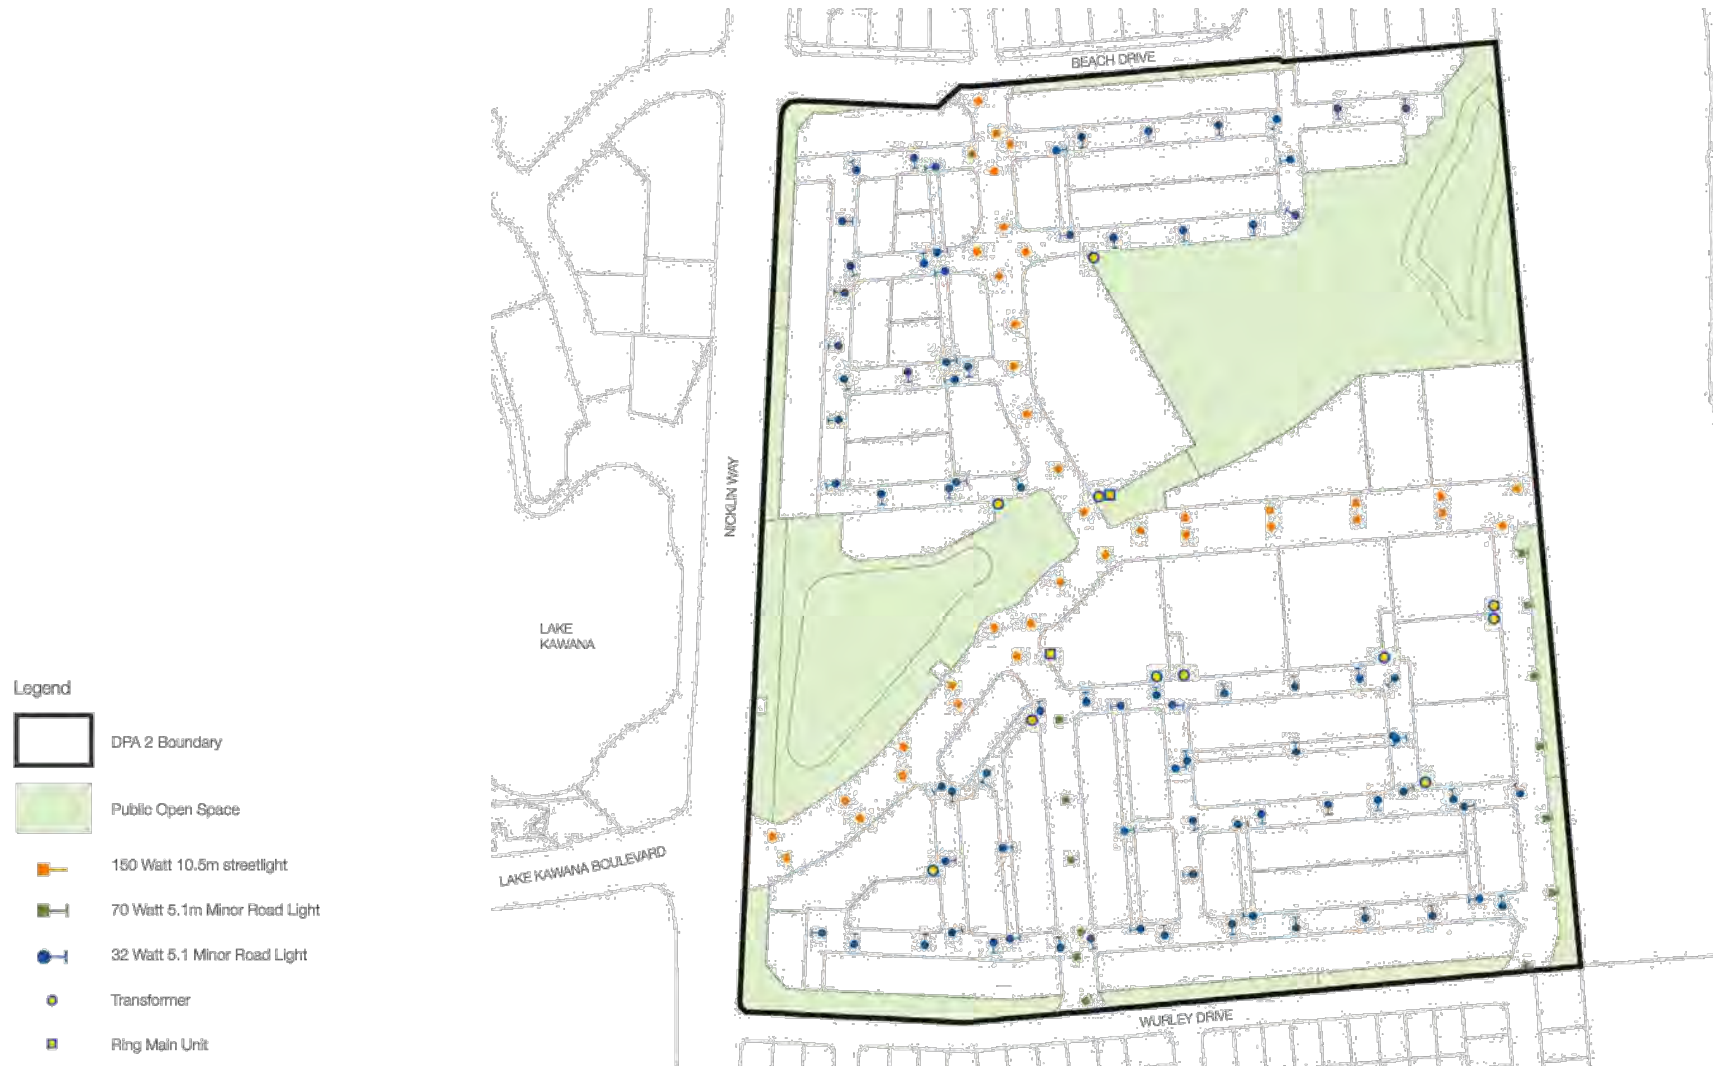 BEACH DRIVE
NICKLIN WAY
LAKE
KAWANA
LAKE KAWANA BOULEVARD
WURLEY DRIVE
Legend
DPA 2 Boundary
Public Open Space
150 Watt 10.5m streetlight
70 Watt 5.1m Minor Road Light
32 Watt 5.1 Minor Road Light
Transformer
Ring Main Unit